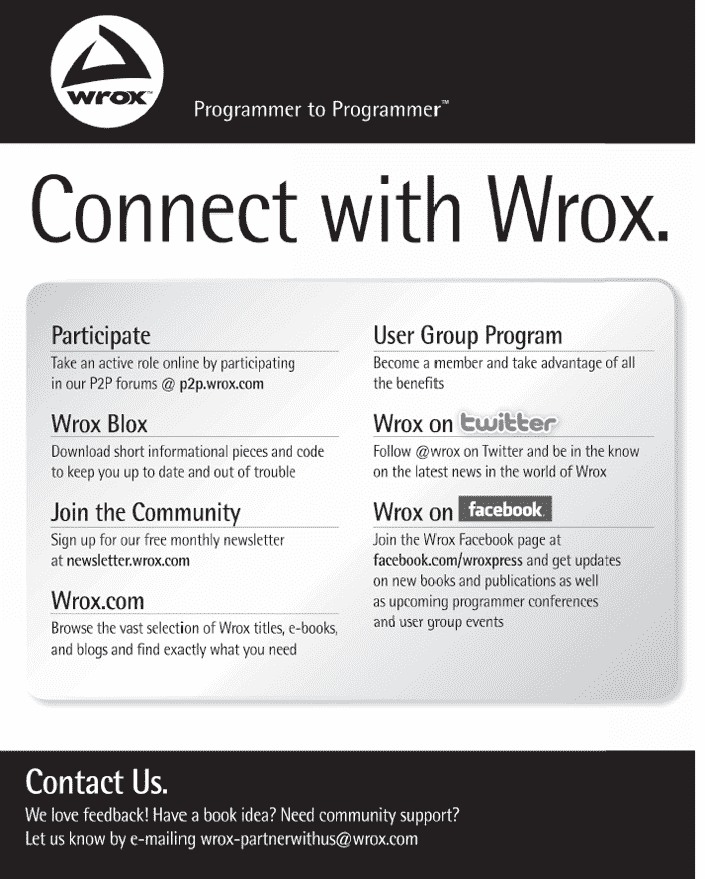 wrox™
Programmer to Programmer™
Connect with Wrox.
Participate
Take an active role online by participating
in our P2P forums @ p2p.wrox.com
Wrox Blox
Download short informational pieces and code
to keep you up to date and out of trouble
Join the Community
Sign up for our free monthly newsletter
at newsletter.wrox.com
Wrox.com
Browse the vast selection of Wrox titles, e-books,
and blogs and find exactly what you need
User Group Program
Become a member and take advantage of all
the benefits
Wrox on twitter
Follow @wrox on Twitter and be in the know
on the latest news in the world of Wrox
Wrox on facebook.
Join the Wrox Facebook page at
facebook.com/wroxpress and get updates
on new books and publications as well
as upcoming programmer conferences
and user group events
Contact Us.
We love feedback! Have a book idea? Need community support?
Let us know by e-mailing wrox-partnerwithus@wrox.com